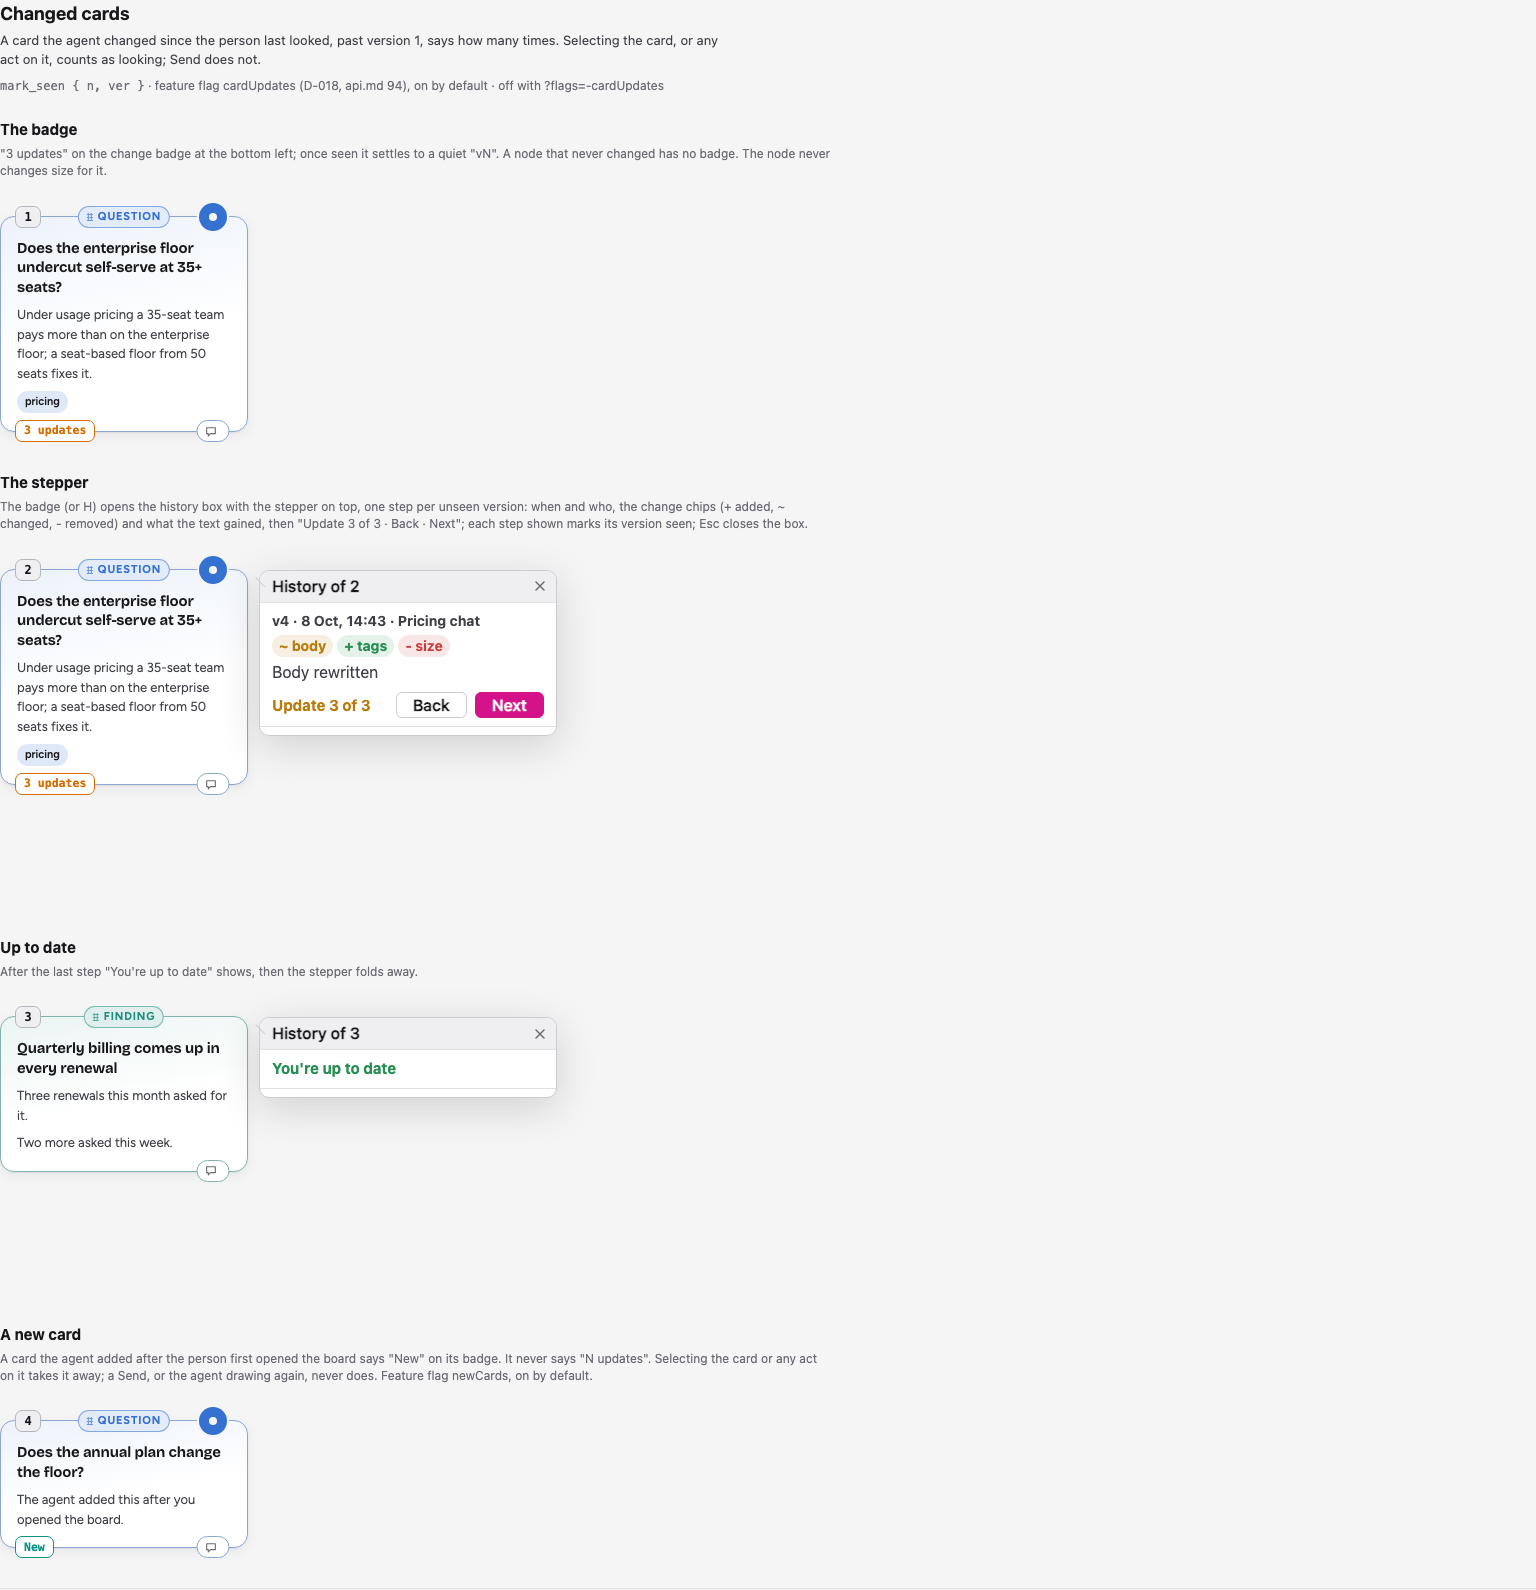 Changed cards
A card the agent changed since the person last looked, past version 1, says how many times. Selecting the card, or any
act on it, counts as looking; Send does not.
mark_seen { n, ver } · feature flag cardUpdates (D-018, api.md 94), on by default · off with ?flags=-cardUpdates
The badge
"3 updates" on the change badge at the bottom left; once seen it settles to a quiet "vN". A node that never changed has no badge. The node never
changes size for it.
1
QUESTION
Does the enterprise floor
undercut self-serve at 35+
seats?
Under usage pricing a 35-seat team
pays more than on the enterprise
floor; a seat-based floor from 50
seats fixes it.
pricing
3 updates
The stepper
The badge (or H) opens the history box with the stepper on top, one step per unseen version: when and who, the change chips (+ added, ~
changed, - removed) and what the text gained, then "Update 3 of 3 · Back · Next"; each step shown marks its version seen; Esc closes the box.
2
QUESTION
Does the enterprise floor
undercut self-serve at 35+
seats?
Under usage pricing a 35-seat team
pays more than on the enterprise
floor; a seat-based floor from 50
seats fixes it.
pricing
3 updates
History of 2
v4 · 8 Oct, 14:43 · Pricing chat
~ body + tags - size
Body rewritten
Update 3 of 3 Back Next
Up to date
After the last step "You're up to date" shows, then the stepper folds away.
3
FINDING
Quarterly billing comes up in
every renewal
Three renewals this month asked for
it.
Two more asked this week.
History of 3
You're up to date
A new card
A card the agent added after the person first opened the board says "New" on its badge. It never says "N updates". Selecting the card or any act
on it takes it away; a Send, or the agent drawing again, never does. Feature flag newCards, on by default.
4
QUESTION
Does the annual plan change
the floor?
The agent added this after you
opened the board.
New